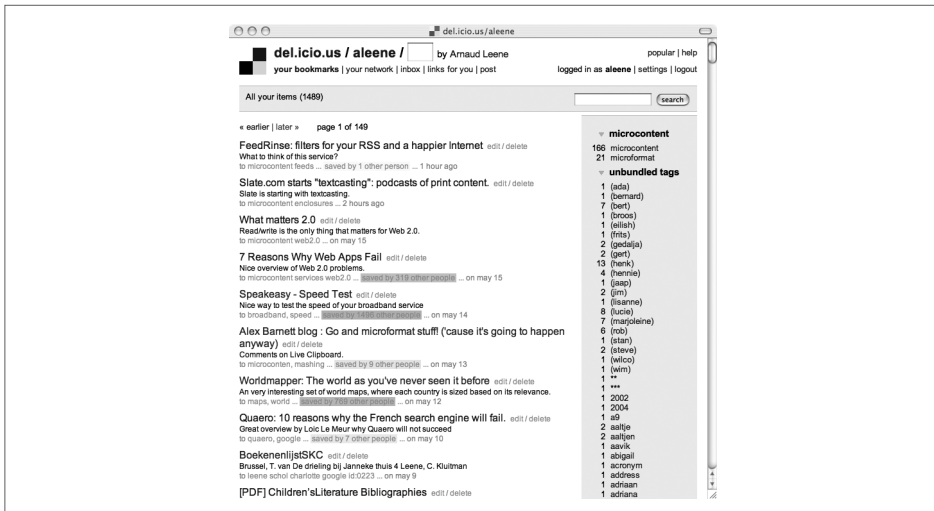 del.icio.us/aleene
del.icio.us / aleene / by Arnaud Leene
popular | help
your bookmarks | your network | inbox | links for you | post
logged in as aleene | settings | logout
All your items (1489)
search
« earlier | later » page 1 of 149
FeedRinse: filters for your RSS and a happier Internet edit / delete
What to think of this service?
to microcontent feeds ... saved by 1 other person ... 1 hour ago
Slate.com starts "textcasting": podcasts of print content. edit / delete
Slate is starting with textcasting.
to microcontent enclosures ... 2 hours ago
What matters 2.0 edit / delete
Read/write is the only thing that matters for Web 2.0.
to microcontent web2.0 ... on may 15
7 Reasons Why Web Apps Fail edit / delete
Nice overview of Web 2.0 problems.
to microcontent services web2.0 ... saved by 319 other people ... on may 15
Speakeasy - Speed Test edit / delete
Nice way to test the speed of your broadband service
to broadband, speed ... saved by 1490 other people ... on may 14
Alex Barnett blog : Go and microformat stuff! ('cause it's going to happen
anyway) edit / delete
Comments on Live Clipboard.
to microconten, mashing ... saved by 9 other people ... on may 13
Worldmapper: The world as you've never seen it before edit / delete
An very interesting set of world maps, where each country is sized based on its relevance.
to maps, world ... saved by 769 other people ... on may 12
Quaero: 10 reasons why the French search engine will fail. edit / delete
Great overview by Loic Le Meur why Quaero will not succeed
to quaero, google ... saved by 7 other people ... on may 10
BoekenenlijstSKC edit / delete
Brussel, T. van De drieling bij Janneke thuis 4 Leene, C. Kluitman
to leene schol charlotte google id:0223 ... on may 9
[PDF] Children'sLiterature Bibliographies edit / delete
microcontent
166 microcontent
21 microformat
unbundled tags
1 (ada)
1 (bernard)
7 (bert)
1 (broos)
1 (eilish)
1 (frits)
2 (gedalja)
2 (gert)
13 (henk)
4 (hennie)
1 (jaap)
2 (jim)
1 (lisanne)
8 (lucie)
7 (marjoleine)
6 (rob)
1 (stan)
2 (steve)
1 (wilco)
1 (wim)
1 **
1 ***
1 2002
1 2004
1 a9
2 aaltje
2 aaltjen
1 aavik
1 abigail
1 acronym
1 address
1 adriaan
1 adriana